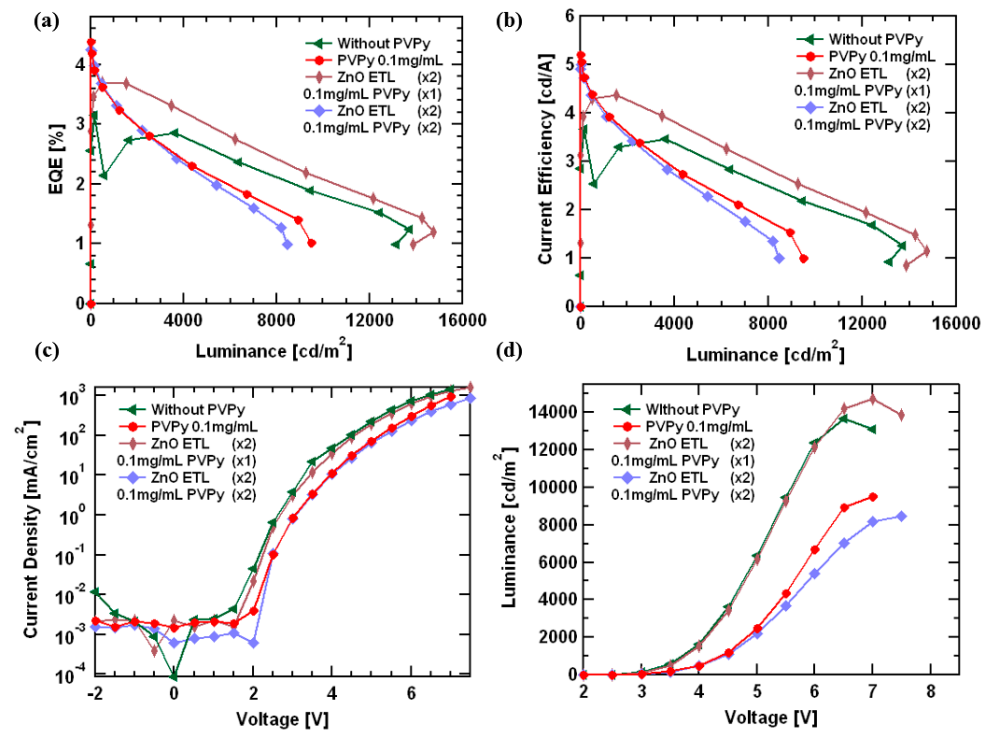 (a)
EQE [%]
4
3
2
1
0
Without PVPy
PVPy 0.1mg/mL
ZnO ETL (x2)
0.1mg/mL PVPy (x1)
ZnO ETL (x2)
0.1mg/mL PVPy (x2)
0 4000 8000 12000 16000
Luminance [cd/m²]
(b)
Current Efficiency [cd/A]
6
5
4
3
2
1
0
Without PVPy
PVPy 0.1mg/mL
ZnO ETL (x2)
0.1mg/mL PVPy (x1)
ZnO ETL (x2)
0.1mg/mL PVPy (x2)
0 4000 8000 12000 16000
Luminance [cd/m²]
(c)
Current Density [mA/cm²]
10³
10²
10¹
10⁰
10⁻¹
10⁻²
10⁻³
10⁻⁴
Without PVPy
PVPy 0.1mg/mL
ZnO ETL (x2)
0.1mg/mL PVPy (x1)
ZnO ETL (x2)
0.1mg/mL PVPy (x2)
-2 0 2 4 6
Voltage [V]
(d)
Luminance [cd/m²]
14000
12000
10000
8000
6000
4000
2000
0
WIthout PVPy
PVPy 0.1mg/mL
ZnO ETL (x2)
0.1mg/mL PVPy (x1)
ZnO ETL (x2)
0.1mg/mL PVPy (x2)
2 3 4 5 6 7 8
Voltage [V]